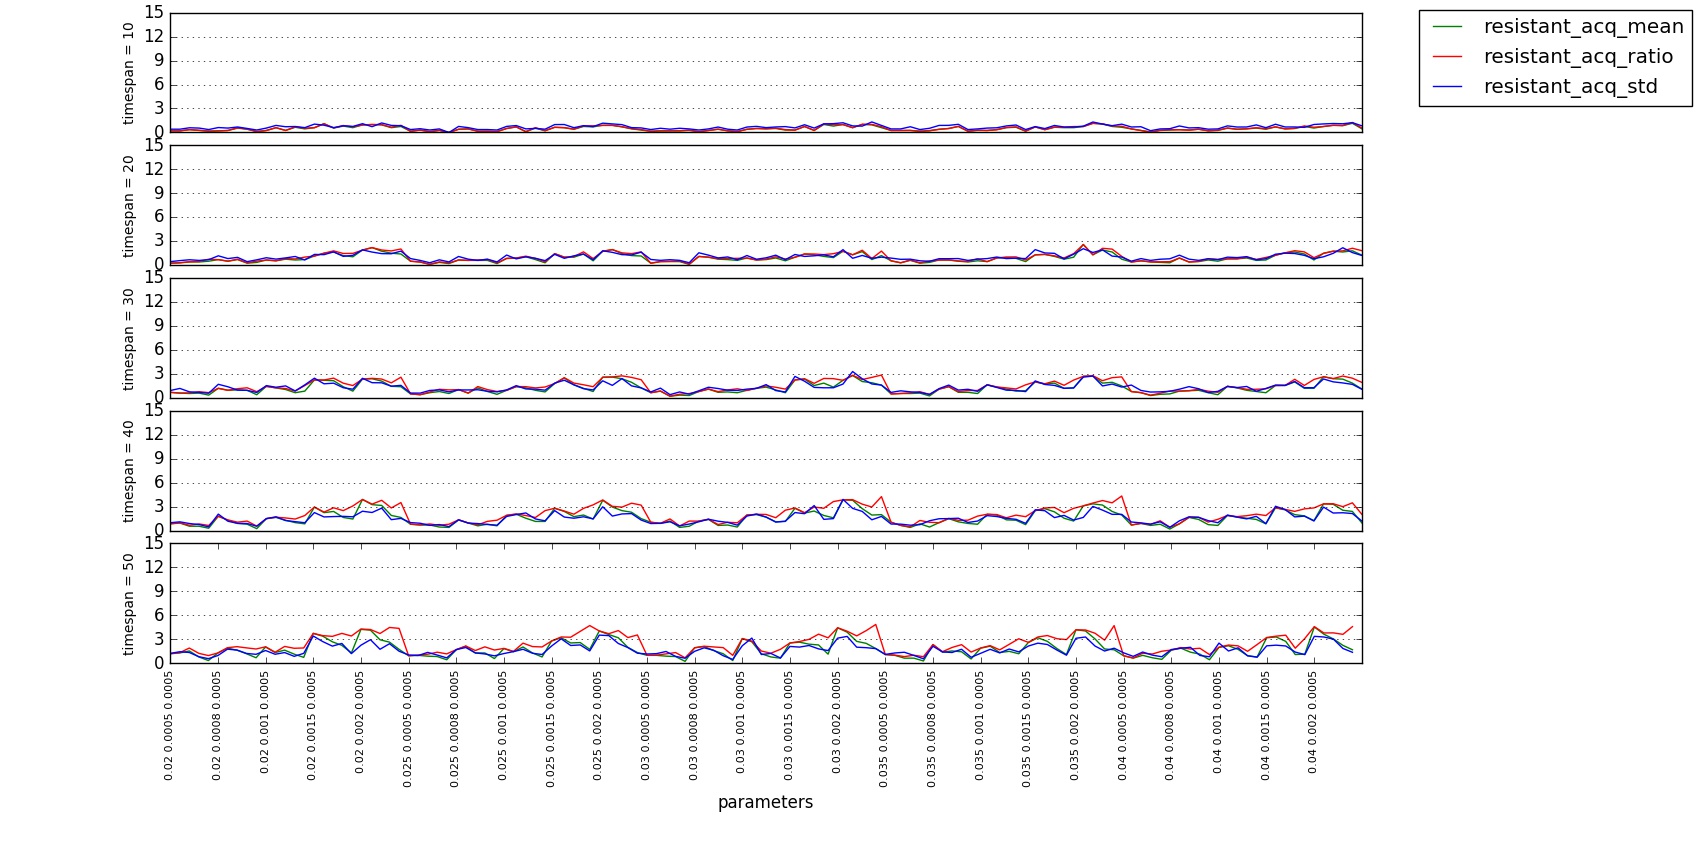 resistant_acq_mean
resistant_acq_ratio
resistant_acq_std
timespan = 10
15
12
9
6
3
0
timespan = 20
15
12
9
6
3
0
timespan = 30
15
12
9
6
3
0
timespan = 40
15
12
9
6
3
0
timespan = 50
15
12
9
6
3
0
0.02 0.0005 0.0005
0.02 0.0008 0.0005
0.02 0.001 0.0005
0.02 0.0015 0.0005
0.02 0.002 0.0005
0.025 0.0005 0.0005
0.025 0.0008 0.0005
0.025 0.001 0.0005
0.025 0.0015 0.0005
0.025 0.002 0.0005
0.03 0.0005 0.0005
0.03 0.0008 0.0005
0.03 0.001 0.0005
0.03 0.0015 0.0005
0.03 0.002 0.0005
0.035 0.0005 0.0005
0.035 0.0008 0.0005
0.035 0.001 0.0005
0.035 0.0015 0.0005
0.035 0.002 0.0005
0.04 0.0005 0.0005
0.04 0.0008 0.0005
0.04 0.001 0.0005
0.04 0.0015 0.0005
0.04 0.002 0.0005
parameters